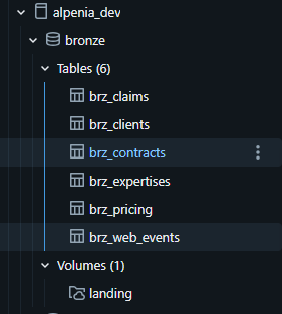 alpenia_dev
bronze
Tables (6)
brz_claims
brz_clients
brz_contracts
brz_expertises
brz_pricing
brz_web_events
Volumes (1)
landing